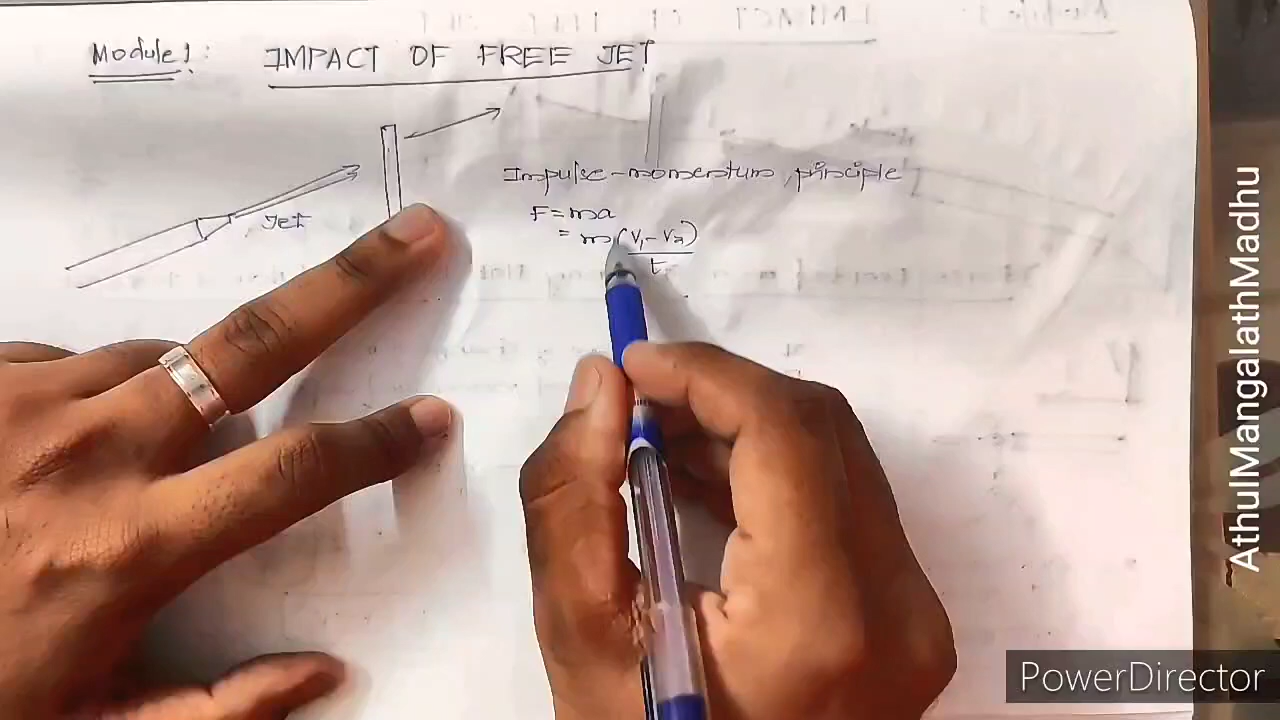 Module 1: IMPACT OF FREE JET
Jet
Impulse-momentum, principle
F = ma
= m (V₁ - V₂)
t
AthulMangalathMadhu
PowerDirector